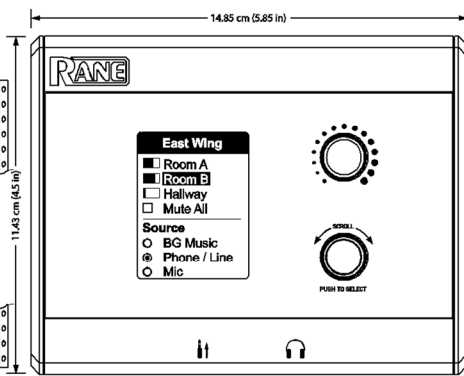 14.85 cm (5.85 in)
RANE
11.43 cm (4.5 in)
East Wing
Room A
Room B
Hallway
Mute All
Source
BG Music
Phone / Line
Mic
SCROLL
PUSH TO SELECT